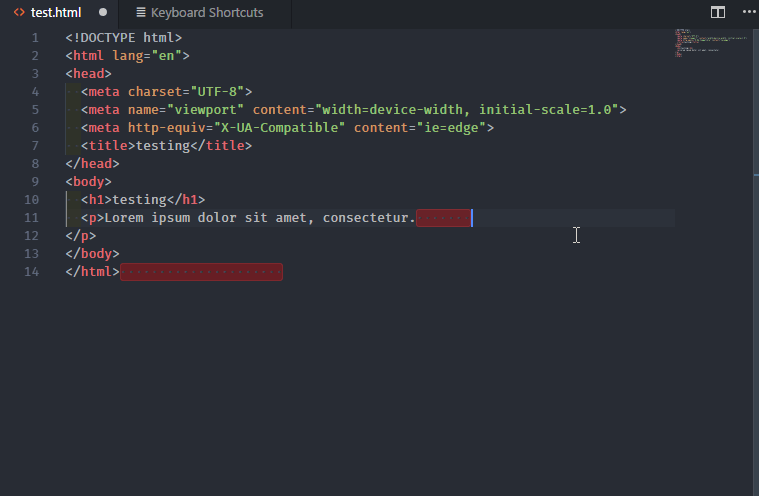 test.html
Keyboard Shortcuts
1 <!DOCTYPE html>
2 <html lang="en">
3 <head>
4   <meta charset="UTF-8">
5   <meta name="viewport" content="width=device-width, initial-scale=1.0">
6   <meta http-equiv="X-UA-Compatible" content="ie=edge">
7   <title>testing</title>
8 </head>
9 <body>
10   <h1>testing</h1>
11   <p>Lorem ipsum dolor sit amet, consectetur.
12 </p>
13 </body>
14 </html>